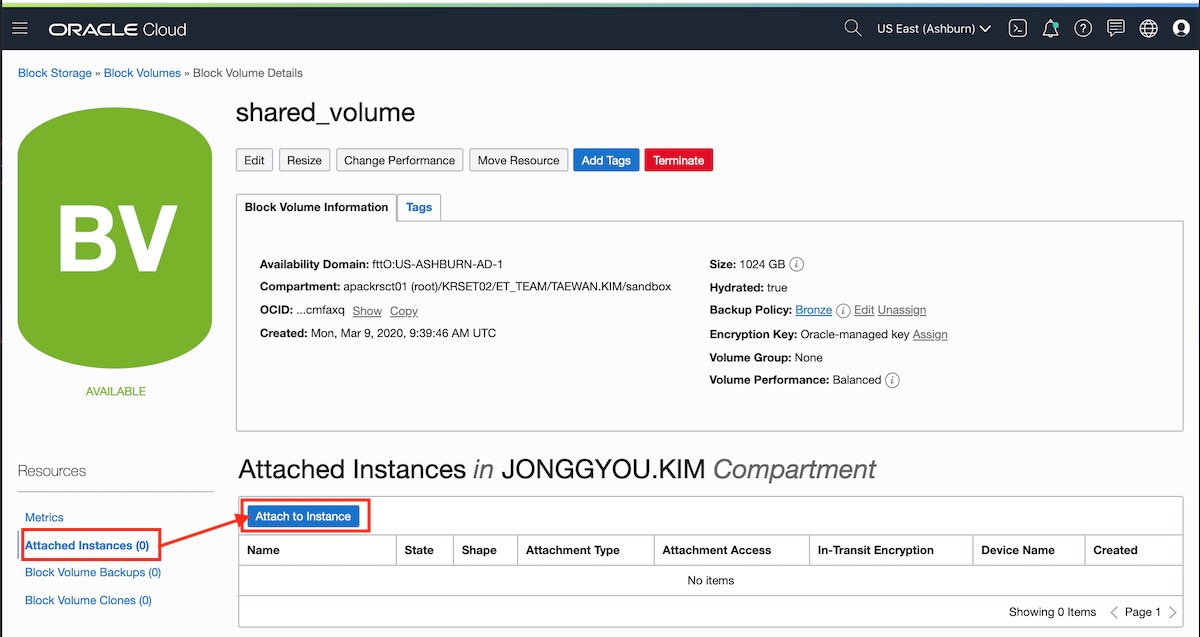 ORACLE Cloud
US East (Ashburn)
Block Storage » Block Volumes » Block Volume Details
BV
AVAILABLE
shared_volume
Edit Resize Change Performance Move Resource Add Tags Terminate
Block Volume Information Tags
Availability Domain: fttO:US-ASHBURN-AD-1
Compartment: apackrsct01 (root)/KRSET02/ET_TEAM/TAEWAN.KIM/sandbox
OCID: ...cmfaxq Show Copy
Created: Mon, Mar 9, 2020, 9:39:46 AM UTC
Size: 1024 GB i
Hydrated: true
Backup Policy: Bronze i Edit Unassign
Encryption Key: Oracle-managed key Assign
Volume Group: None
Volume Performance: Balanced i
Resources
Metrics
Attached Instances (0)
Block Volume Backups (0)
Block Volume Clones (0)
Attached Instances in JONGGYOU.KIM Compartment
Attach to Instance
Name State Shape Attachment Type Attachment Access In-Transit Encryption Device Name Created
No items
Showing 0 Items < Page 1 >